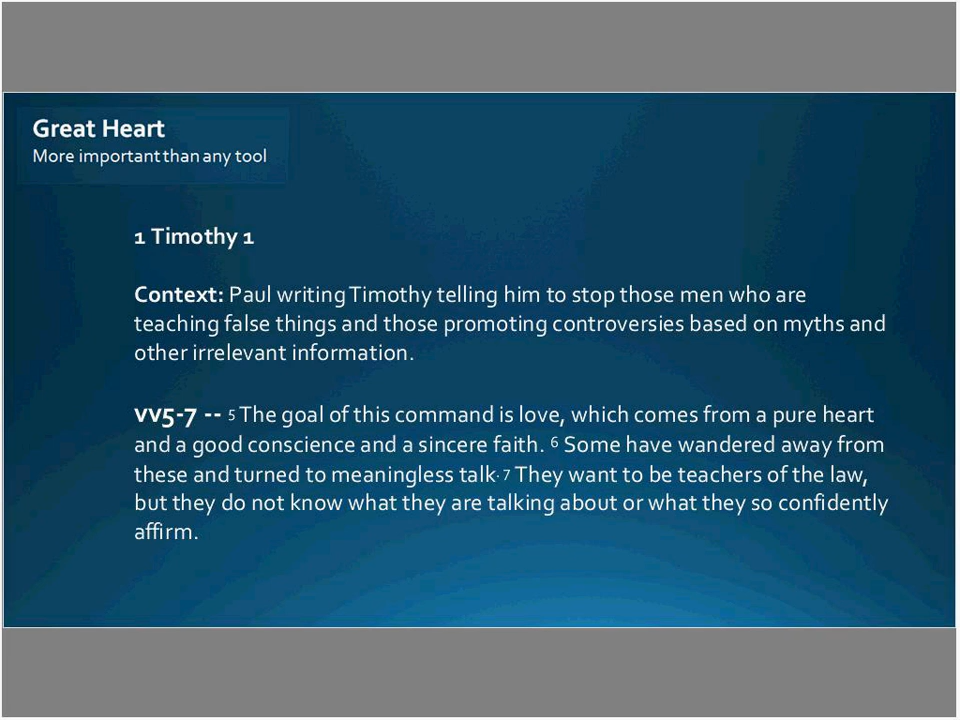 Great Heart
More important than any tool
1 Timothy 1
Context: Paul writing Timothy telling him to stop those men who are
teaching false things and those promoting controversies based on myths and
other irrelevant information.
vv5-7 -- 5 The goal of this command is love, which comes from a pure heart
and a good conscience and a sincere faith. 6 Some have wandered away from
these and turned to meaningless talk. 7 They want to be teachers of the law,
but they do not know what they are talking about or what they so confidently
affirm.